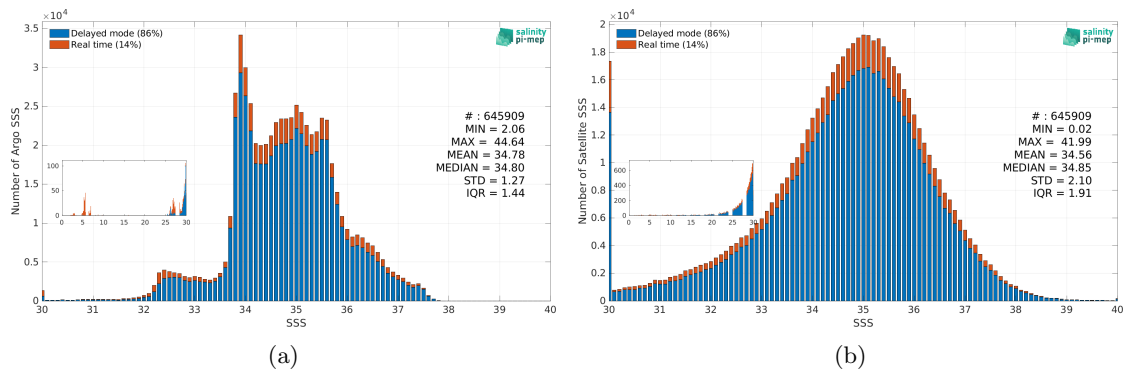 ×10⁴
3.5
3
2.5
2
1.5
1
0.5
0
Number of Argo SSS
Delayed mode (86%)
Real time (14%)
salinity
pi-mep
# : 645909
MIN = 2.06
MAX = 44.64
MEAN = 34.78
MEDIAN = 34.80
STD = 1.27
IQR = 1.44
100
50
0
0 5 10 15 20 25 30
30 31 32 33 34 35 36 37 38 39 40
SSS
(a)
×10⁴
2
1.8
1.6
1.4
1.2
1
0.8
0.6
0.4
0.2
0
Number of Satellite SSS
Delayed mode (86%)
Real time (14%)
salinity
pi-mep
# : 645909
MIN = 0.02
MAX = 41.99
MEAN = 34.56
MEDIAN = 34.85
STD = 2.10
IQR = 1.91
600
400
200
0
0 5 10 15 20 25 30
30 31 32 33 34 35 36 37 38 39 40
SSS
(b)